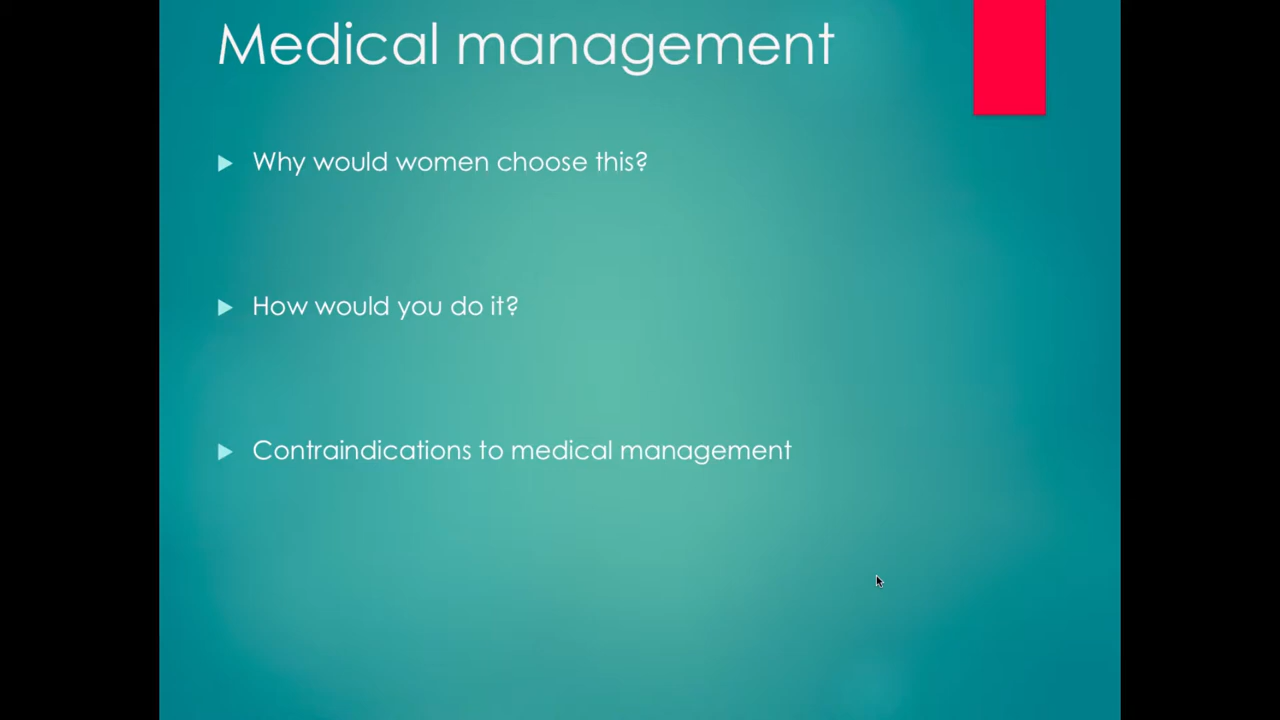 Medical management
Why would women choose this?
How would you do it?
Contraindications to medical management